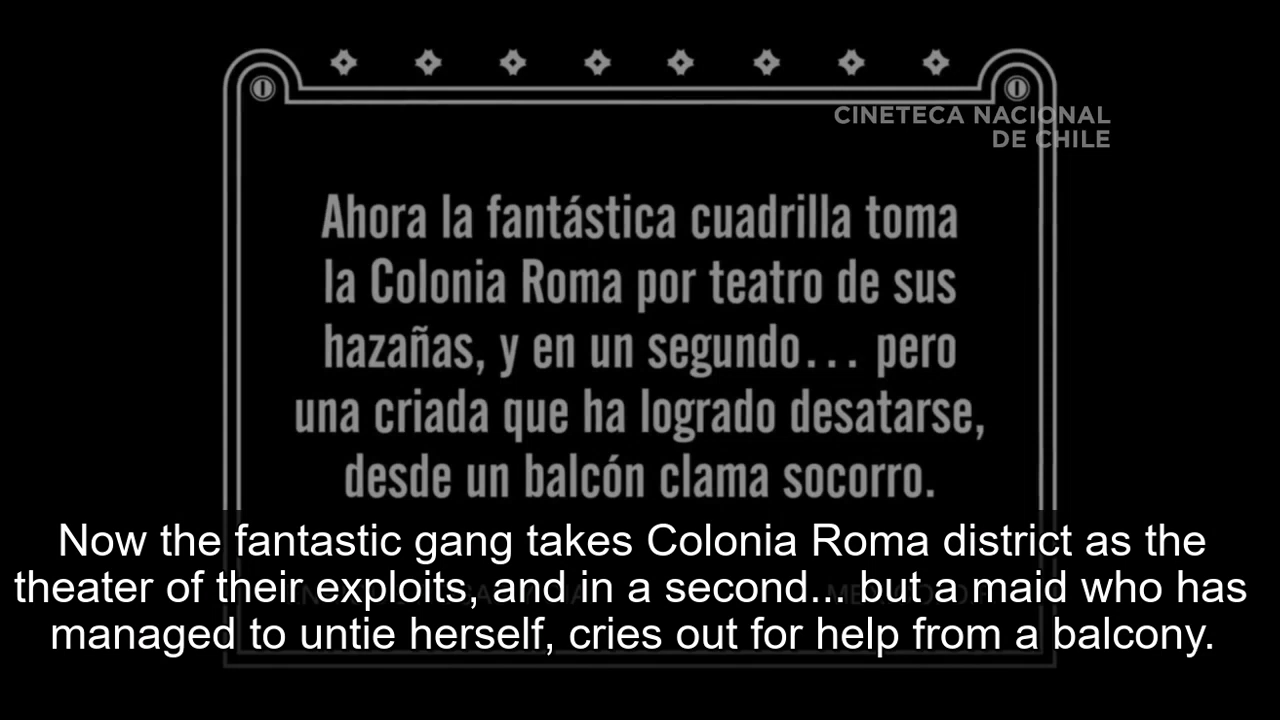 CINETECA NACIONAL
DE CHILE
Ahora la fantástica cuadrilla toma
la Colonia Roma por teatro de sus
hazañas, y en un segundo... pero
una criada que ha logrado desatarse,
desde un balcón clama socorro.
Now the fantastic gang takes Colonia Roma district as the
theater of their exploits, and in a second... but a maid who has
managed to untie herself, cries out for help from a balcony.